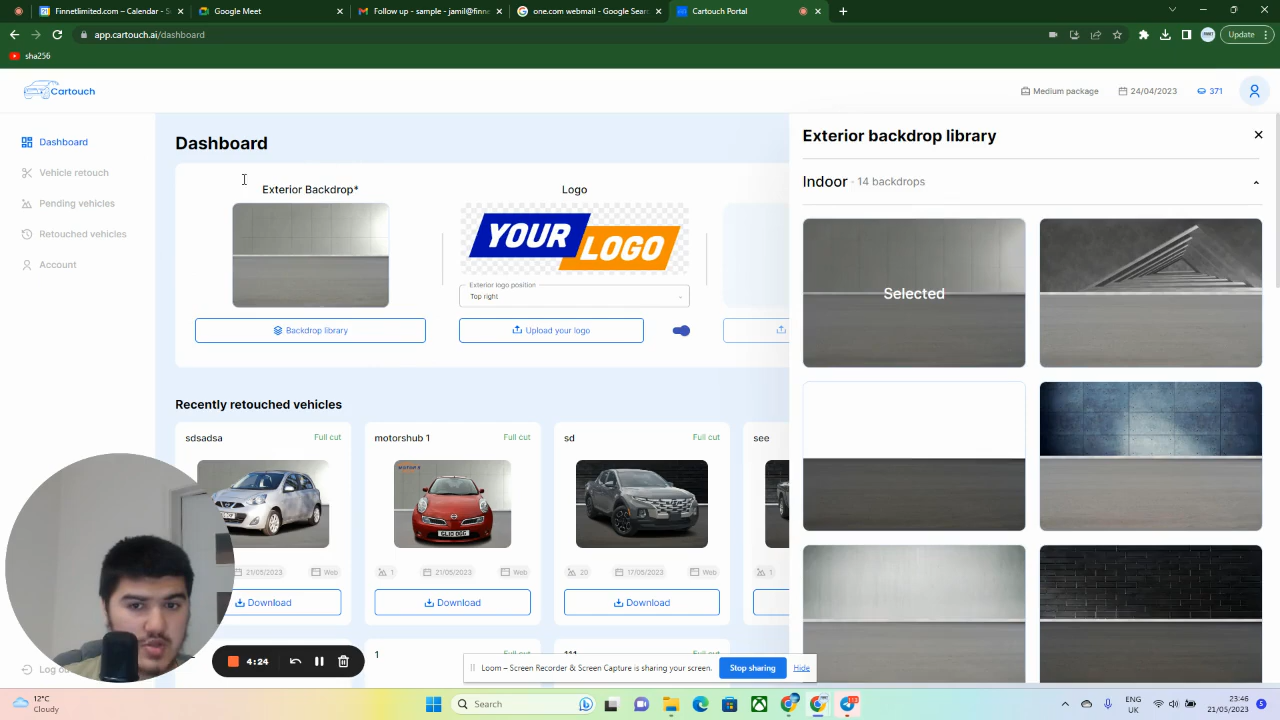 Finnetlimited.com – Calendar - S
Google Meet
Follow up - sample - jamil@finn
one.com webmail - Google Sear
Cartouch Portal
app.cartouch.ai/dashboard
Update
sha256
Cartouch
Medium package
24/04/2023
371
Dashboard
Vehicle retouch
Pending vehicles
Retouched vehicles
Account
Log ou
Dashboard
Exterior Backdrop*
Backdrop library
Logo
YOUR
LOGO
Exterior logo position
Top right
Upload your logo
Recently retouched vehicles
sdsadsa
Full cut
21/05/2023
Web
Download
motorshub 1
Full cut
GL10 OEG
1
21/05/2023
Web
Download
sd
Full cut
20
17/05/2023
Web
Download
see
1
1
111
Exterior backdrop library
Indoor - 14 backdrops
Selected
4:24
Loom – Screen Recorder & Screen Capture is sharing your screen.
Stop sharing
Hide
12°C
Cloudy
Search
ENG
UK
23:46
21/05/2023